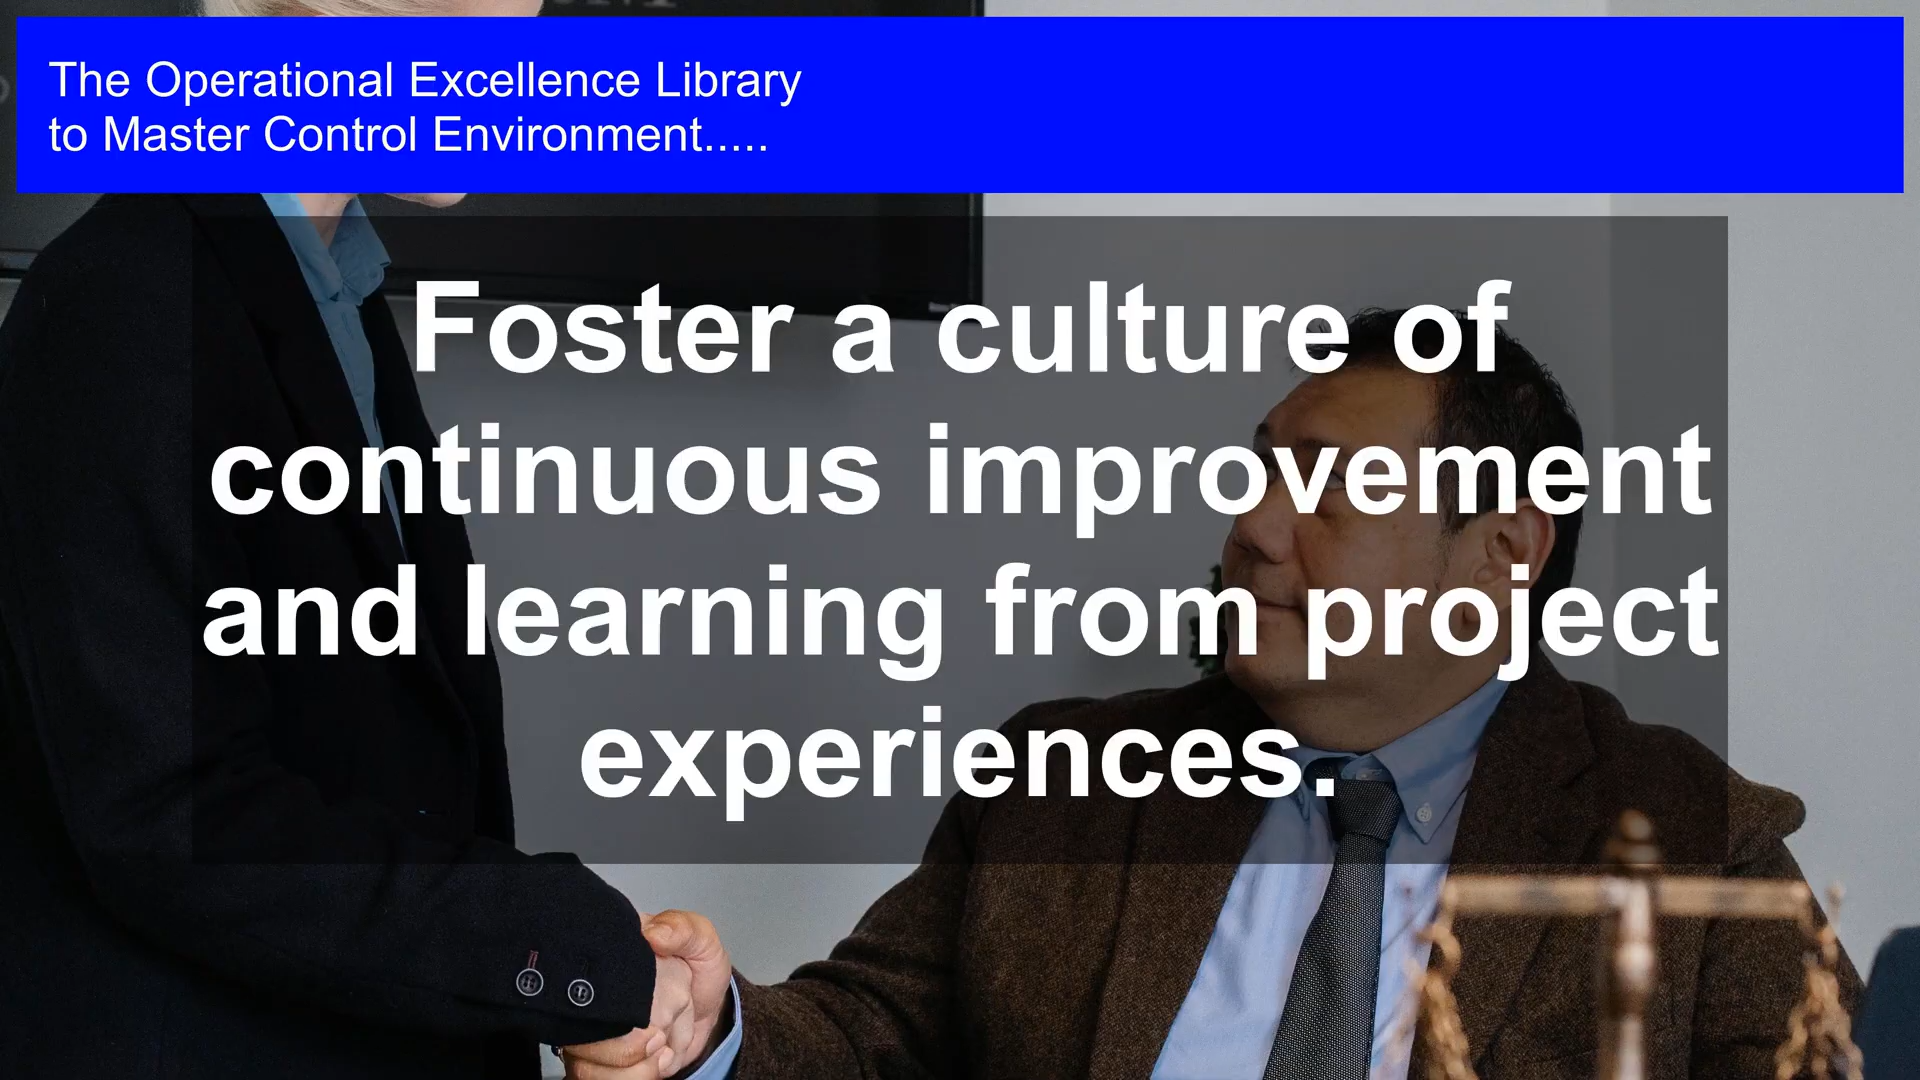 The Operational Excellence Library
to Master Control Environment.....
Foster a culture of
continuous improvement
and learning from project
experiences.